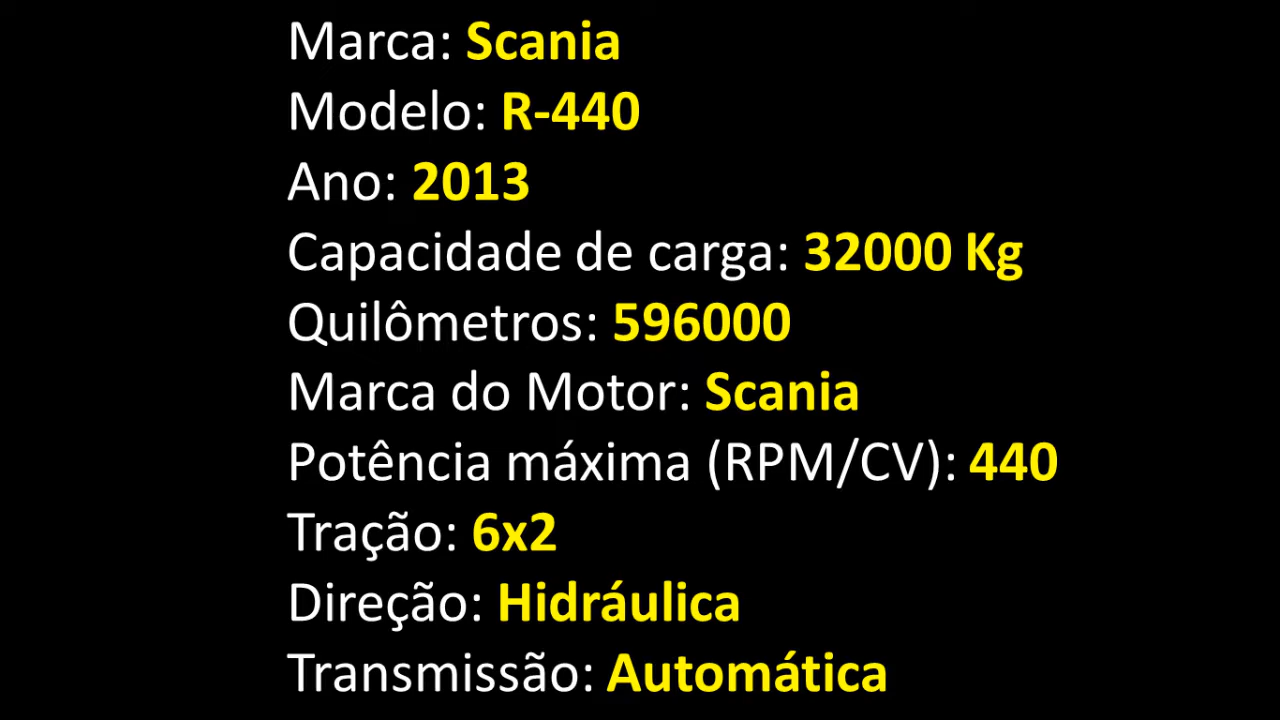 Marca: Scania
Modelo: R-440
Ano: 2013
Capacidade de carga: 32000 Kg
Quilômetros: 596000
Marca do Motor: Scania
Potência máxima (RPM/CV): 440
Tração: 6x2
Direção: Hidráulica
Transmissão: Automática